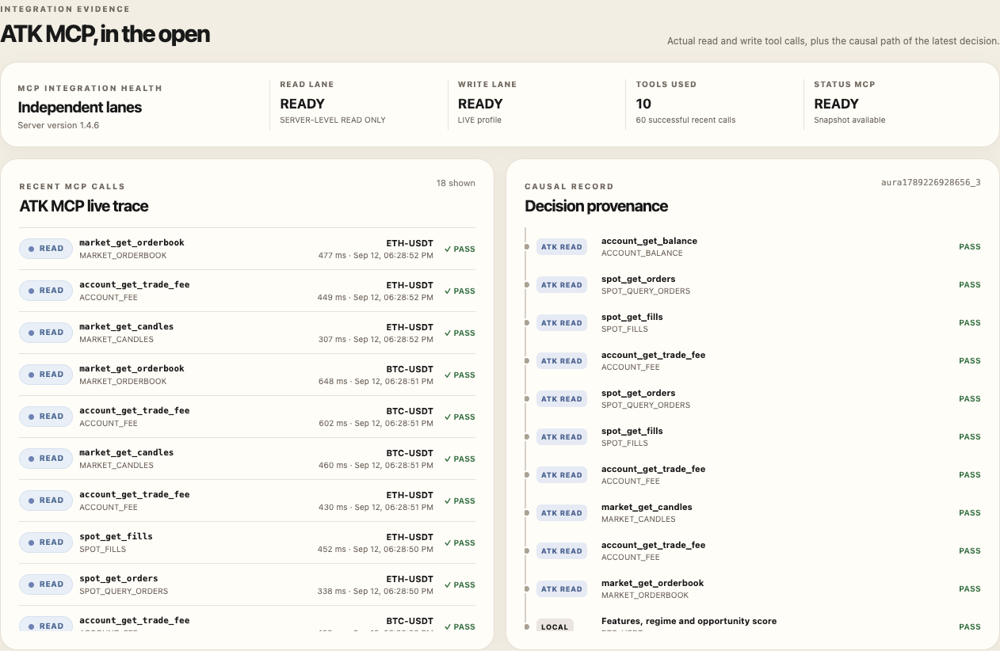 INTEGRATION EVIDENCE
ATK MCP, in the open
Actual read and write tool calls, plus the causal path of the latest decision.
MCP INTEGRATION HEALTH
Independent lanes
Server version 1.4.6
READ LANE
READY
SERVER-LEVEL READ ONLY
WRITE LANE
READY
LIVE profile
TOOLS USED
10
60 successful recent calls
STATUS MCP
READY
Snapshot available
RECENT MCP CALLS
18 shown
ATK MCP live trace
READ market_get_orderbook ETH-USDT ✓ PASS
MARKET_ORDERBOOK 477 ms · Sep 12, 06:28:52 PM
READ account_get_trade_fee ETH-USDT ✓ PASS
ACCOUNT_FEE 449 ms · Sep 12, 06:28:52 PM
READ market_get_candles ETH-USDT ✓ PASS
MARKET_CANDLES 307 ms · Sep 12, 06:28:52 PM
READ market_get_orderbook BTC-USDT ✓ PASS
MARKET_ORDERBOOK 648 ms · Sep 12, 06:28:51 PM
READ account_get_trade_fee BTC-USDT ✓ PASS
ACCOUNT_FEE 602 ms · Sep 12, 06:28:51 PM
READ market_get_candles BTC-USDT ✓ PASS
MARKET_CANDLES 460 ms · Sep 12, 06:28:51 PM
READ account_get_trade_fee ETH-USDT ✓ PASS
ACCOUNT_FEE 430 ms · Sep 12, 06:28:51 PM
READ spot_get_fills ETH-USDT ✓ PASS
SPOT_FILLS 452 ms · Sep 12, 06:28:50 PM
READ spot_get_orders ETH-USDT ✓ PASS
SPOT_QUERY_ORDERS 338 ms · Sep 12, 06:28:50 PM
READ account_get_trade_fee BTC-USDT ✓ PASS
CAUSAL RECORD
aura1789226928656_3
Decision provenance
ATK READ account_get_balance PASS
ACCOUNT_BALANCE
ATK READ spot_get_orders PASS
SPOT_QUERY_ORDERS
ATK READ spot_get_fills PASS
SPOT_FILLS
ATK READ account_get_trade_fee PASS
ACCOUNT_FEE
ATK READ spot_get_orders PASS
SPOT_QUERY_ORDERS
ATK READ spot_get_fills PASS
SPOT_FILLS
ATK READ account_get_trade_fee PASS
ACCOUNT_FEE
ATK READ market_get_candles PASS
MARKET_CANDLES
ATK READ account_get_trade_fee PASS
ACCOUNT_FEE
ATK READ market_get_orderbook PASS
MARKET_ORDERBOOK
LOCAL Features, regime and opportunity score PASS